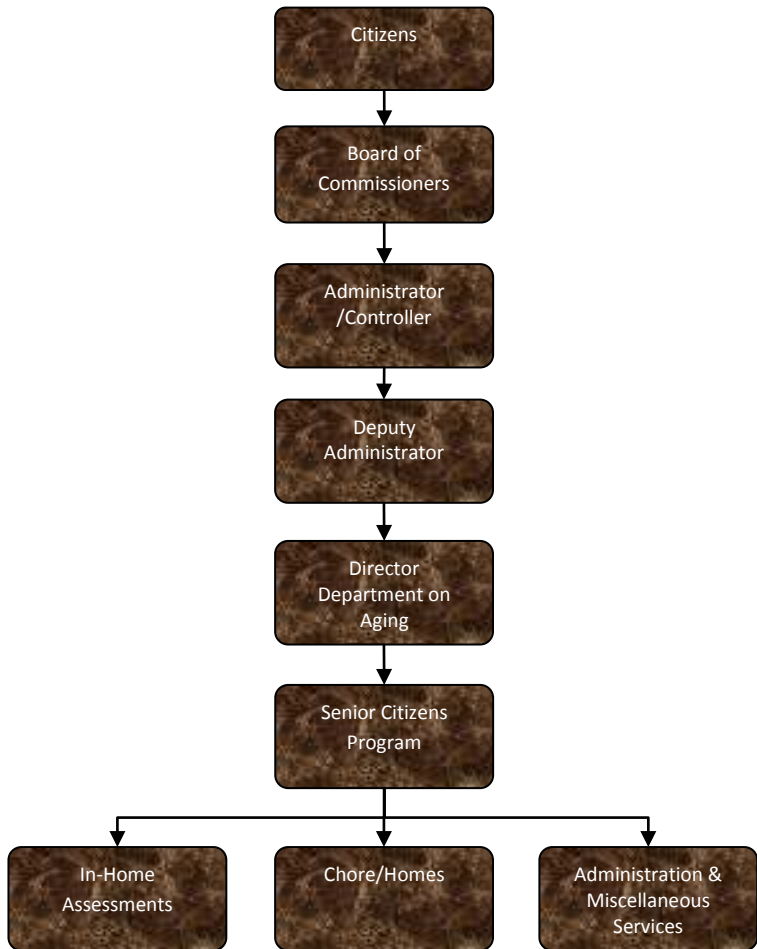 Citizens
Board of
Commissioners
Administrator
/Controller
Deputy
Administrator
Director
Department on
Aging
Senior Citizens
Program
In-Home
Assessments
Chore/Homes
Administration &
Miscellaneous
Services